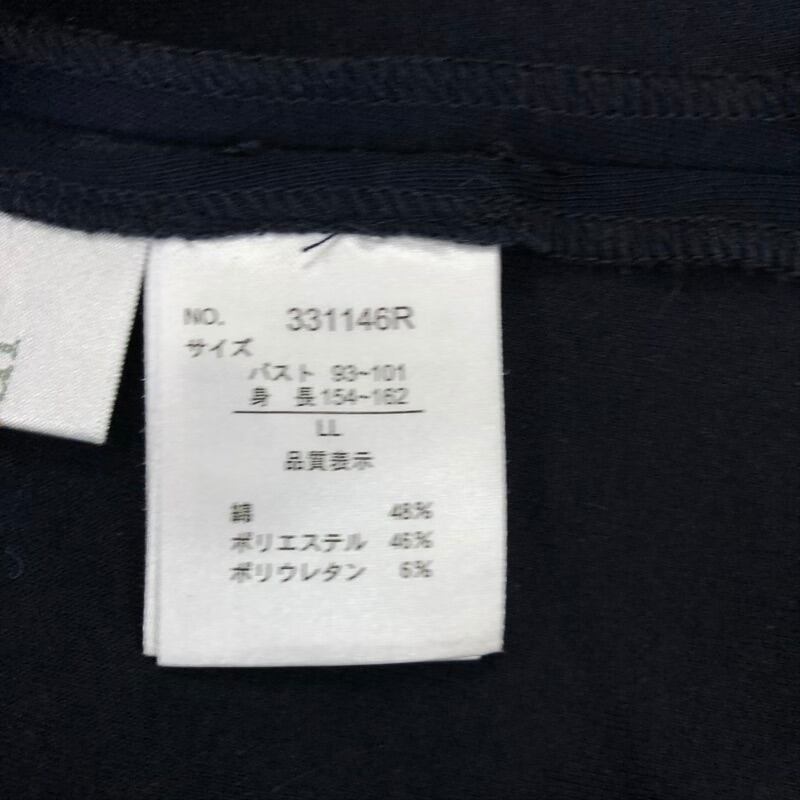 NO. 331146R
サイズ
バスト 93~101
身 長 154~162
LL
品質表示
綿 48%
ポリエステル 46%
ポリウレタン 6%